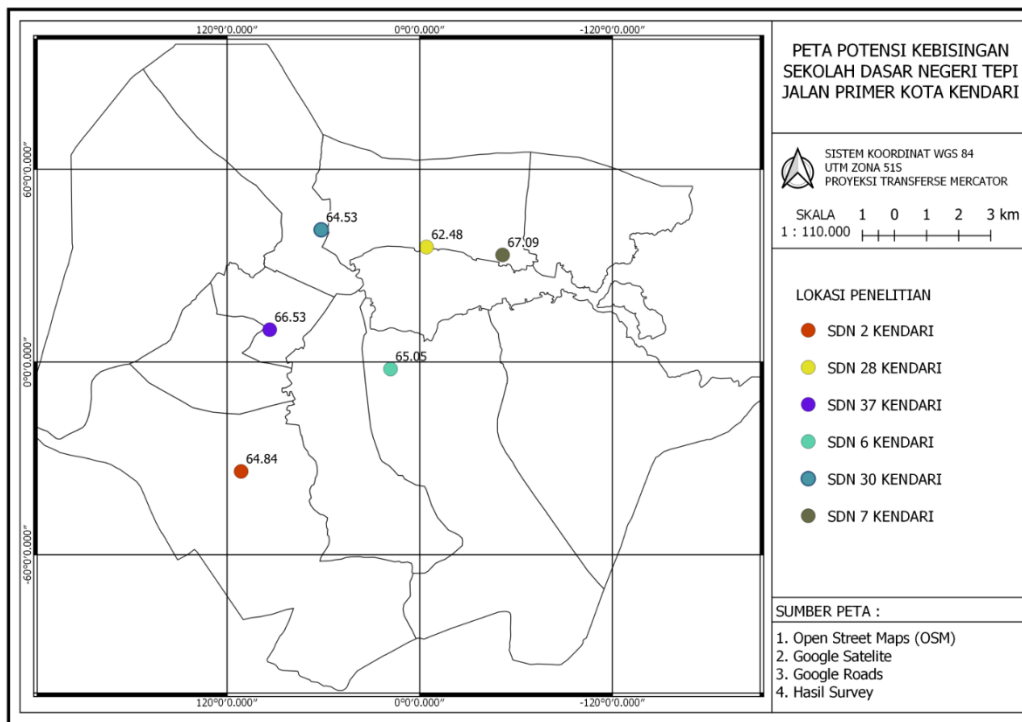 120°0'0.000"
0°0'0.000"
-120°0'0.000"
60°0'0.000"
0°0'0.000"
-60°0'0.000"
64.53
62.48
67.09
66.53
65.05
64.84
120°0'0.000"
0°0'0.000"
-120°0'0.000"
PETA POTENSI KEBISINGAN
SEKOLAH DASAR NEGERI TEPI
JALAN PRIMER KOTA KENDARI
SISTEM KOORDINAT WGS 84
UTM ZONA 51S
PROYEKSI TRANSFERSE MERCATOR
SKALA 1 0 1 2 3 km
1 : 110.000
LOKASI PENELITIAN
SDN 2 KENDARI
SDN 28 KENDARI
SDN 37 KENDARI
SDN 6 KENDARI
SDN 30 KENDARI
SDN 7 KENDARI
SUMBER PETA :
1. Open Street Maps (OSM)
2. Google Satelite
3. Google Roads
4. Hasil Survey